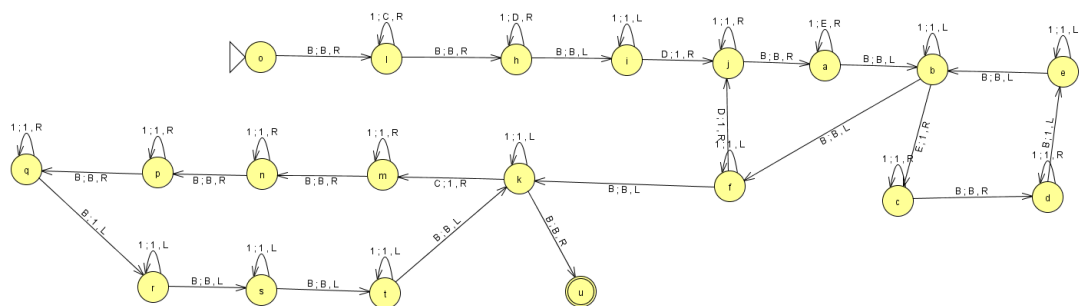 1 ; C , R
1 ; D , R
1 ; 1 , L
1 ; 1 , R
1 ; E , R
1 ; 1 , L
1 ; 1 , L
o
B ; B , R
l
B ; B , R
h
B ; B , L
i
D ; 1 , R
j
B ; B , R
a
B ; B , L
b
B ; B , L
e
1 ; 1 , R
1 ; 1 , R
1 ; 1 , R
1 ; 1 , R
1 ; 1 , L
D ; 1 , R
1 ; 1 , L
B ; B , L
E ; 1 , R
1 ; 1 , R
B ; 1 , L
1 ; 1 , R
q
B ; B , R
p
B ; B , R
n
B ; B , R
m
C ; 1 , R
k
B ; B , L
f
c
B ; B , R
d
B ; 1 , L
B ; B , L
B ; B , R
1 ; 1 , L
1 ; 1 , L
1 ; 1 , L
r
B ; B , L
s
B ; B , L
t
u